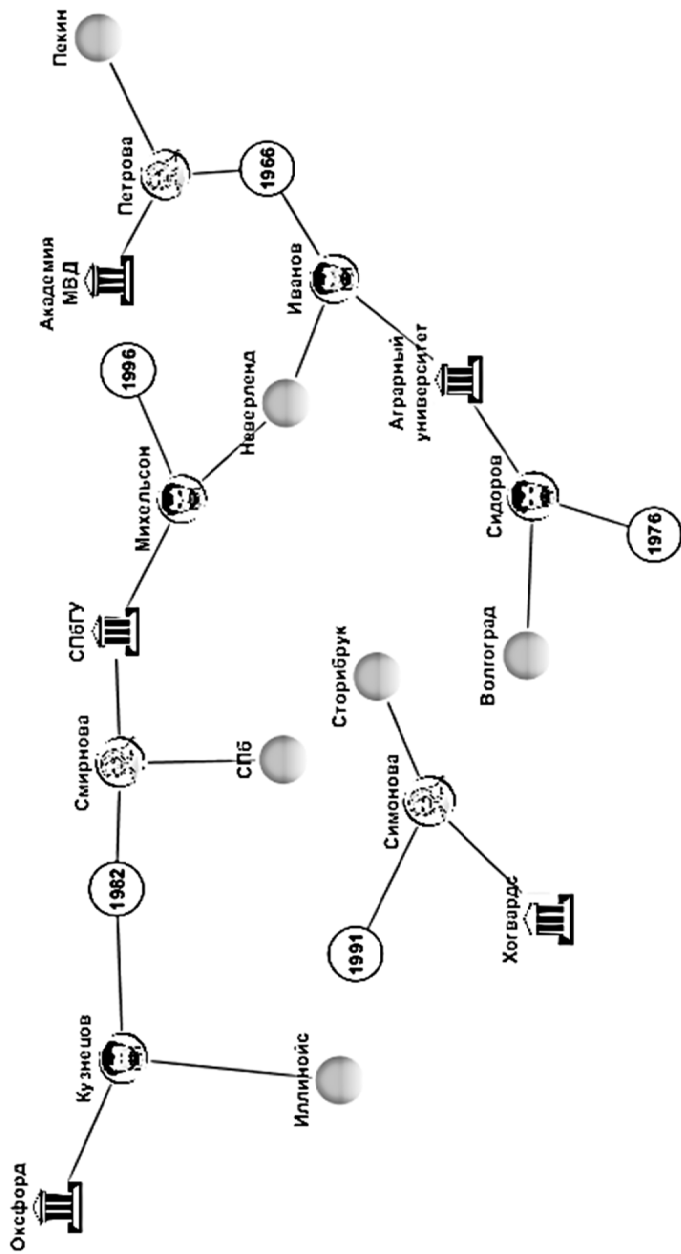 Оксфорд
Кузнецов
Иллинойс
1982
Смирнова
СПб
СПбГУ
Михельсон
1996
Неверленд
Академия
МВД
Петрова
Пекин
1966
Иванов
Аграрный
университет
Сидоров
1976
Волгоград
Сторибрук
Симонова
1991
Хогвардс